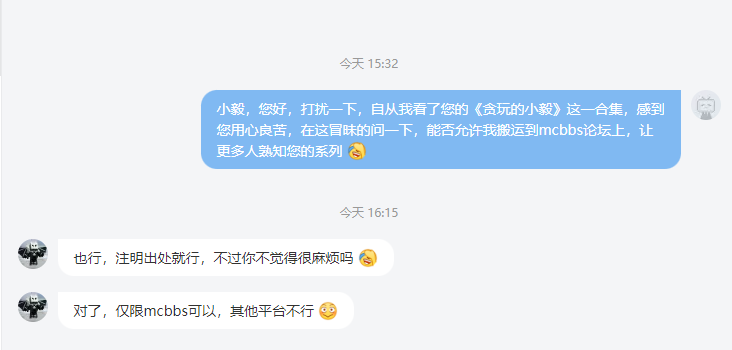 今天 15:32
小毅，您好，打扰一下，自从我看了您的《贪玩的小毅》这一合集，感到
您用心良苦，在这冒昧的问一下，能否允许我搬运到mcbbs论坛上，让
更多人熟知您的系列
今天 16:15
也行，注明出处就行，不过你不觉得很麻烦吗
对了，仅限mcbbs可以，其他平台不行